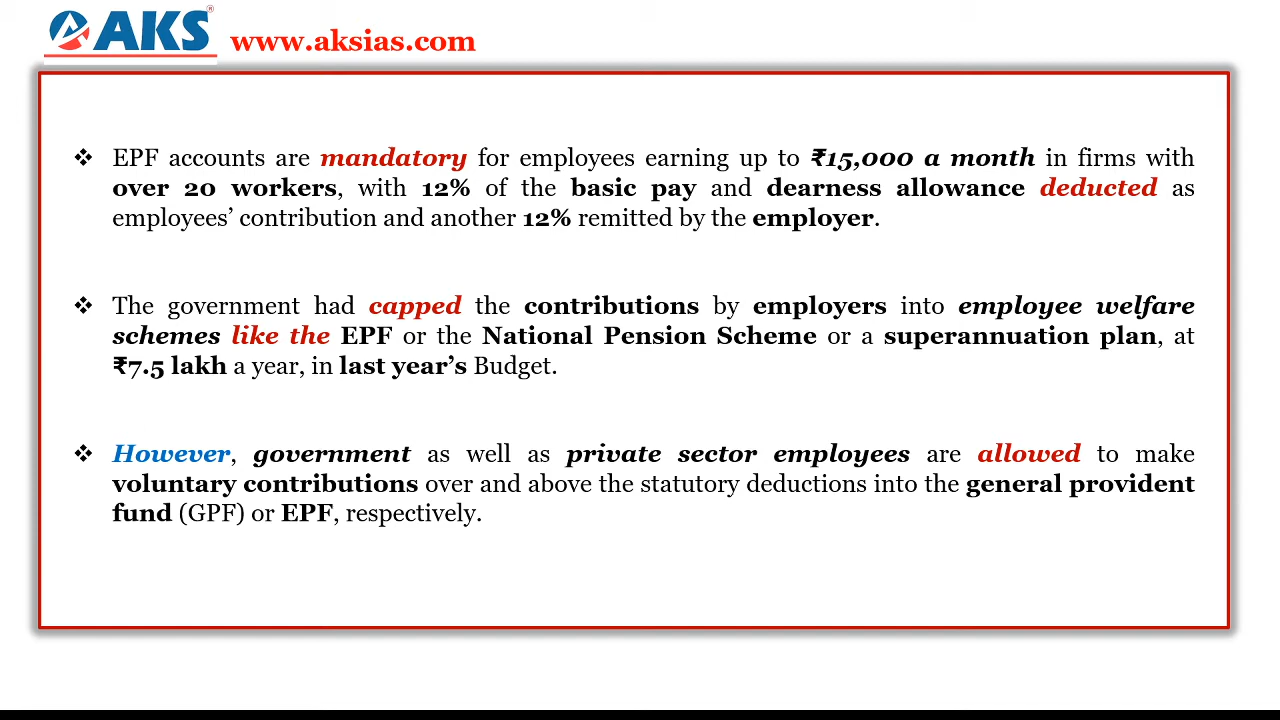 AKS®
www.aksias.com
❖ EPF accounts are mandatory for employees earning up to ₹15,000 a month in firms with
over 20 workers, with 12% of the basic pay and dearness allowance deducted as
employees’ contribution and another 12% remitted by the employer.
❖ The government had capped the contributions by employers into employee welfare
schemes like the EPF or the National Pension Scheme or a superannuation plan, at
₹7.5 lakh a year, in last year’s Budget.
❖ However, government as well as private sector employees are allowed to make
voluntary contributions over and above the statutory deductions into the general provident
fund (GPF) or EPF, respectively.